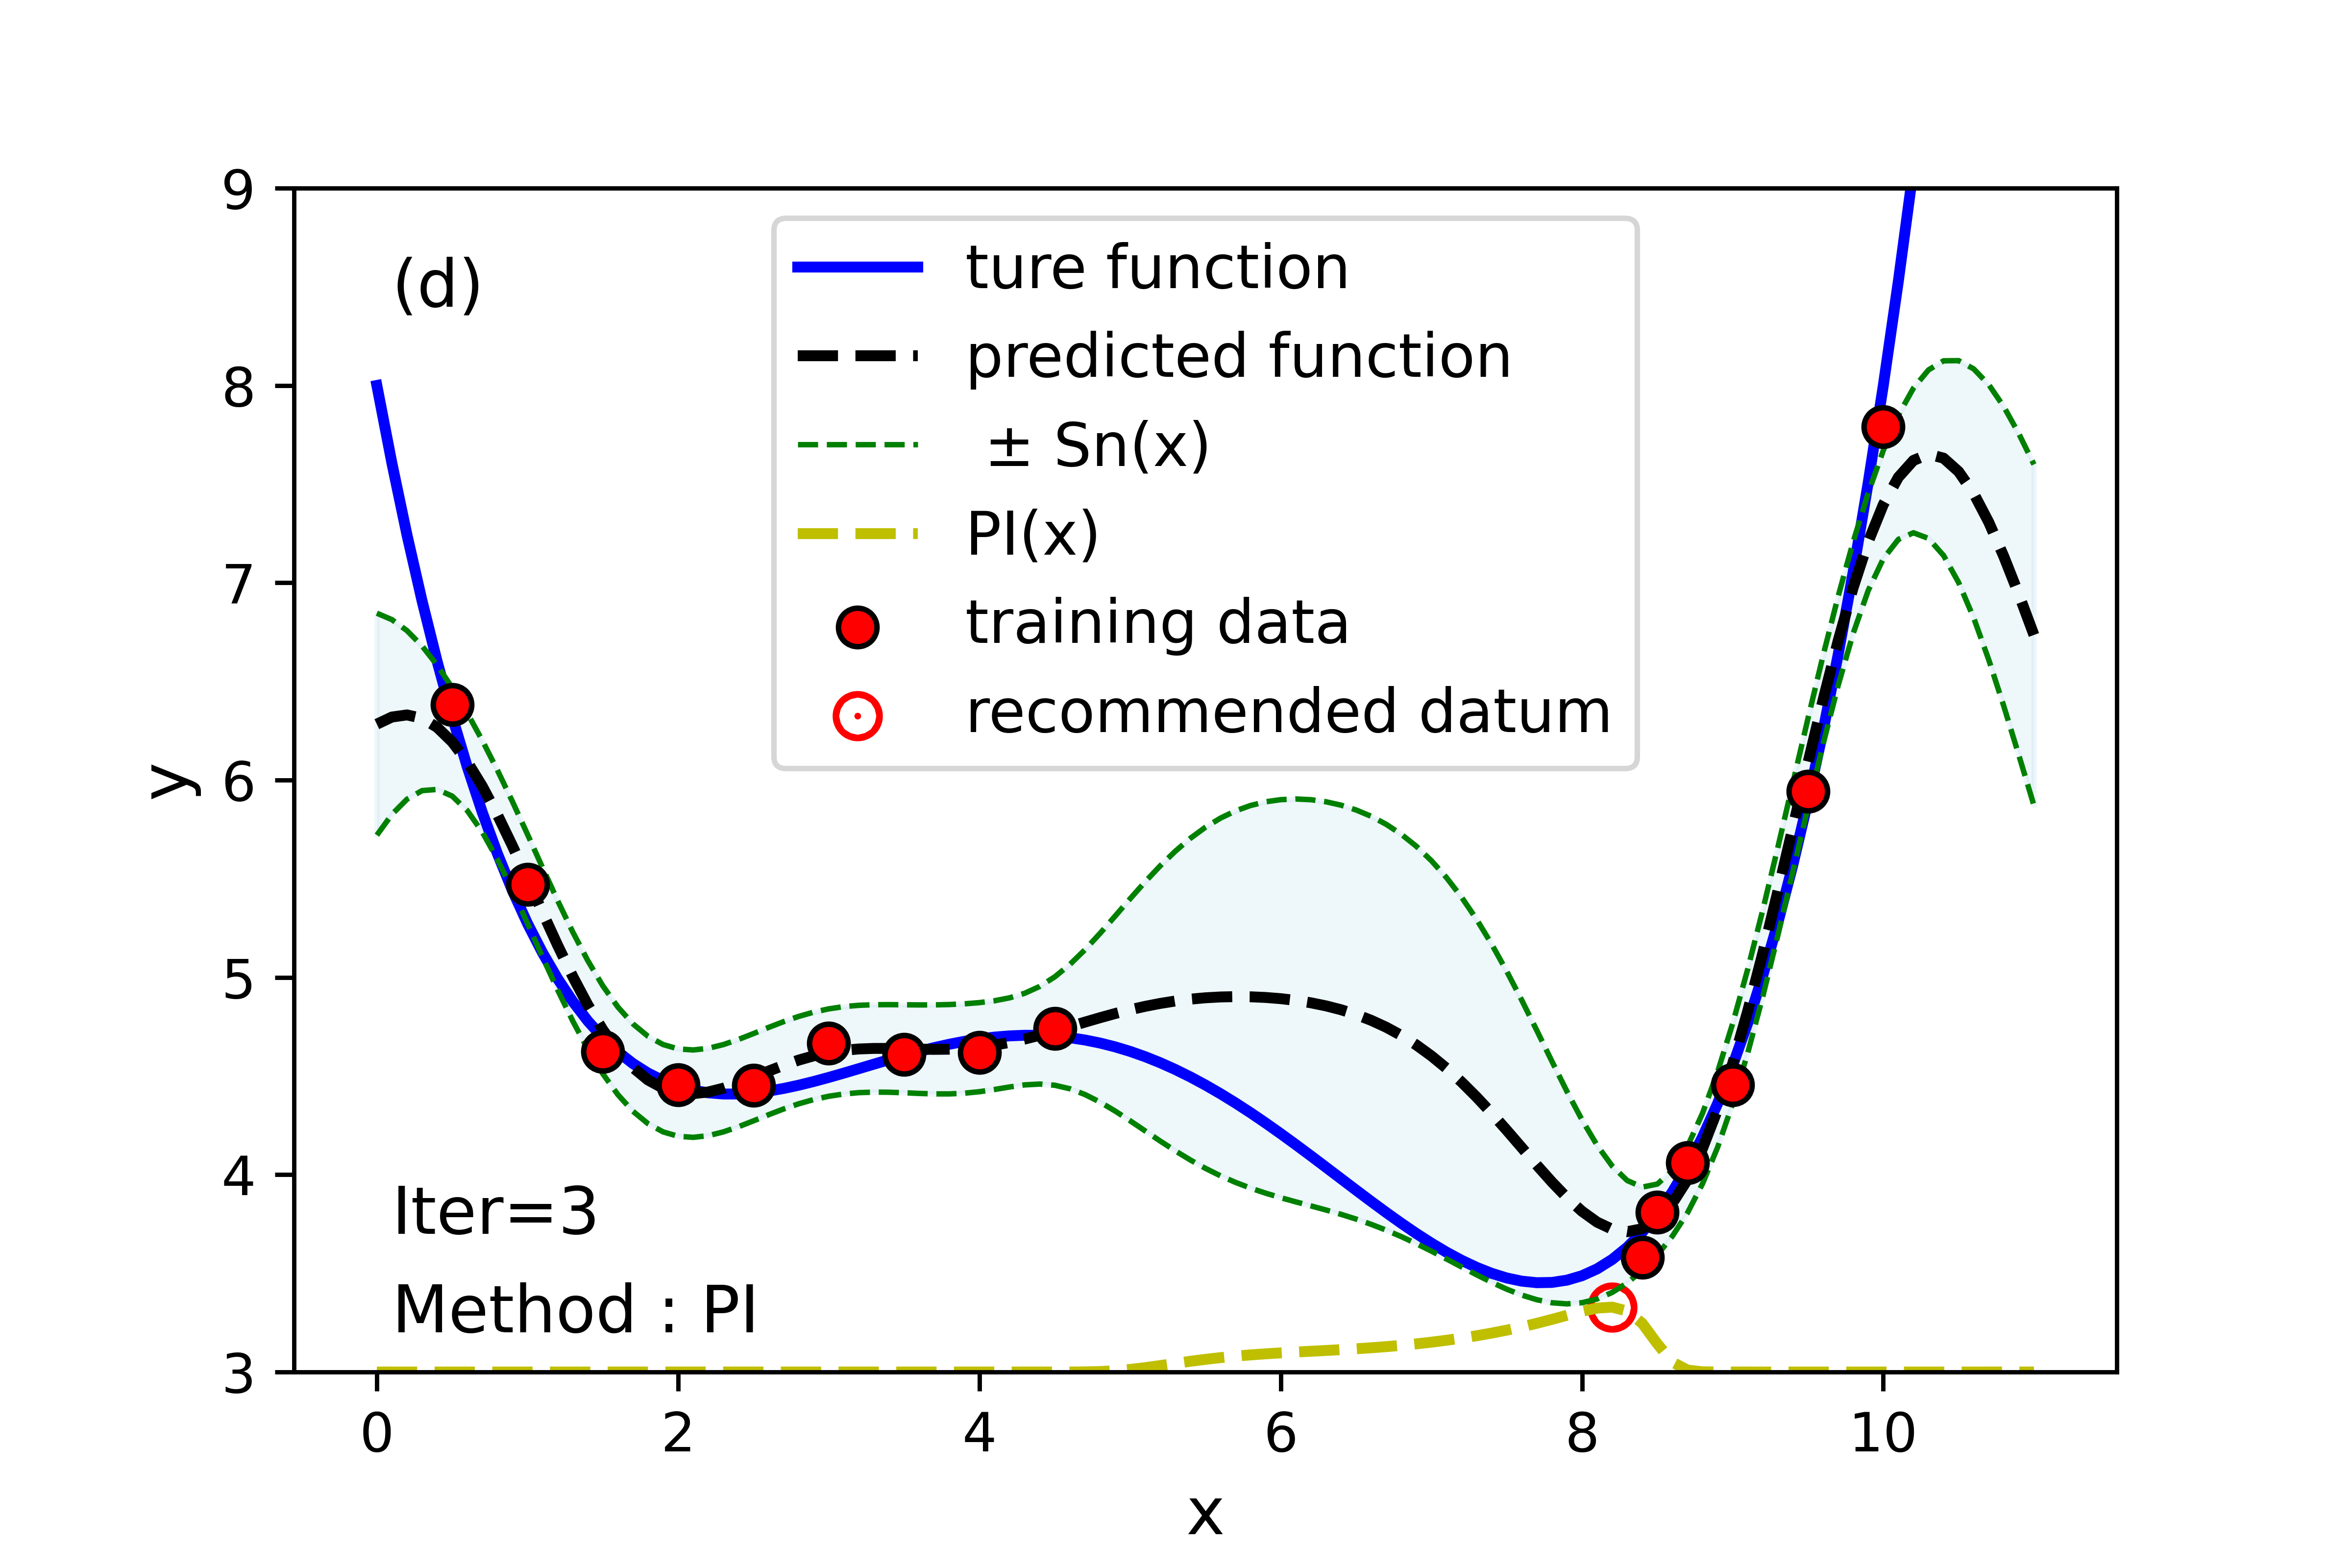 (d)
ture function
predicted function
± Sn(x)
PI(x)
training data
recommended datum
Iter=3
Method : PI
y
9
8
7
6
5
4
3
0 2 4 6 8 10
x